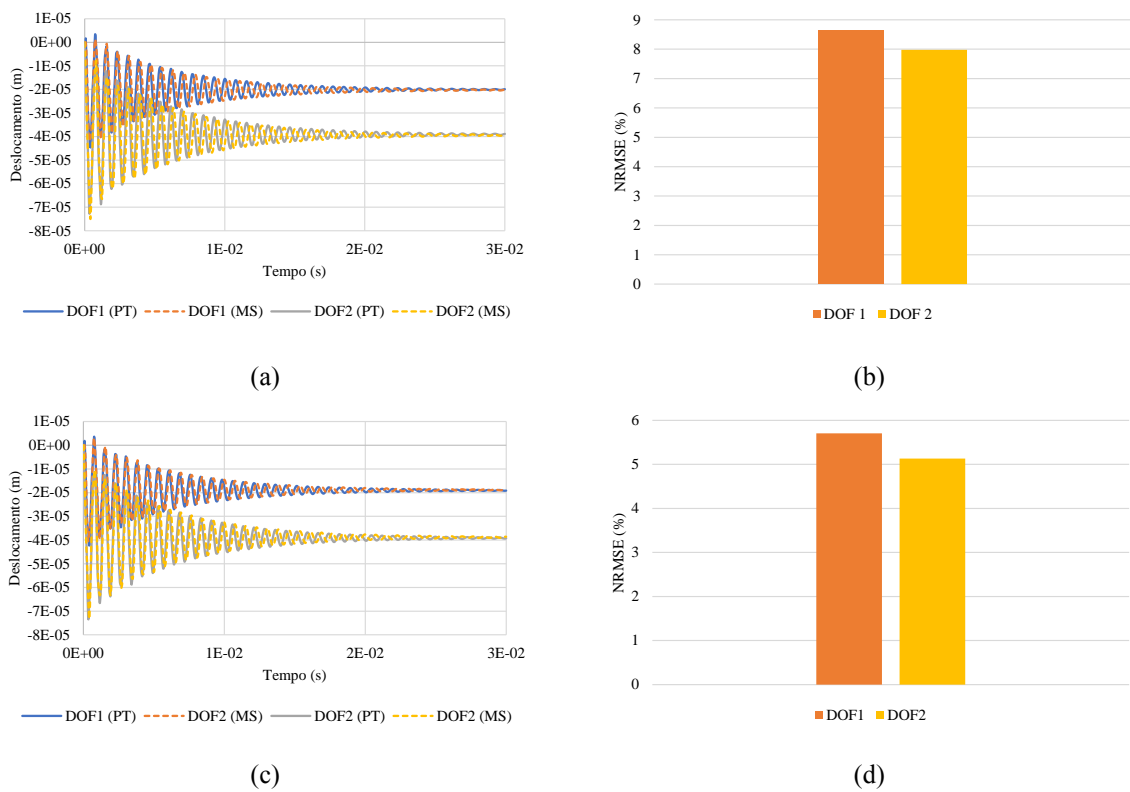 1E-05
0E+00
-1E-05
-2E-05
-3E-05
-4E-05
-5E-05
-6E-05
-7E-05
-8E-05
Deslocamento (m)
0E+00 1E-02 2E-02 3E-02
Tempo (s)
DOF1 (PT) DOF1 (MS) DOF2 (PT) DOF2 (MS)
(a)
9
8
7
6
5
4
3
2
1
0
NRMSE (%)
DOF 1 DOF 2
(b)
1E-05
0E+00
-1E-05
-2E-05
-3E-05
-4E-05
-5E-05
-6E-05
-7E-05
-8E-05
Deslocamento (m)
0E+00 1E-02 2E-02 3E-02
Tempo (s)
DOF1 (PT) DOF2 (MS) DOF2 (PT) DOF2 (MS)
(c)
6
5
4
3
2
1
0
NRMSE (%)
DOF1 DOF2
(d)